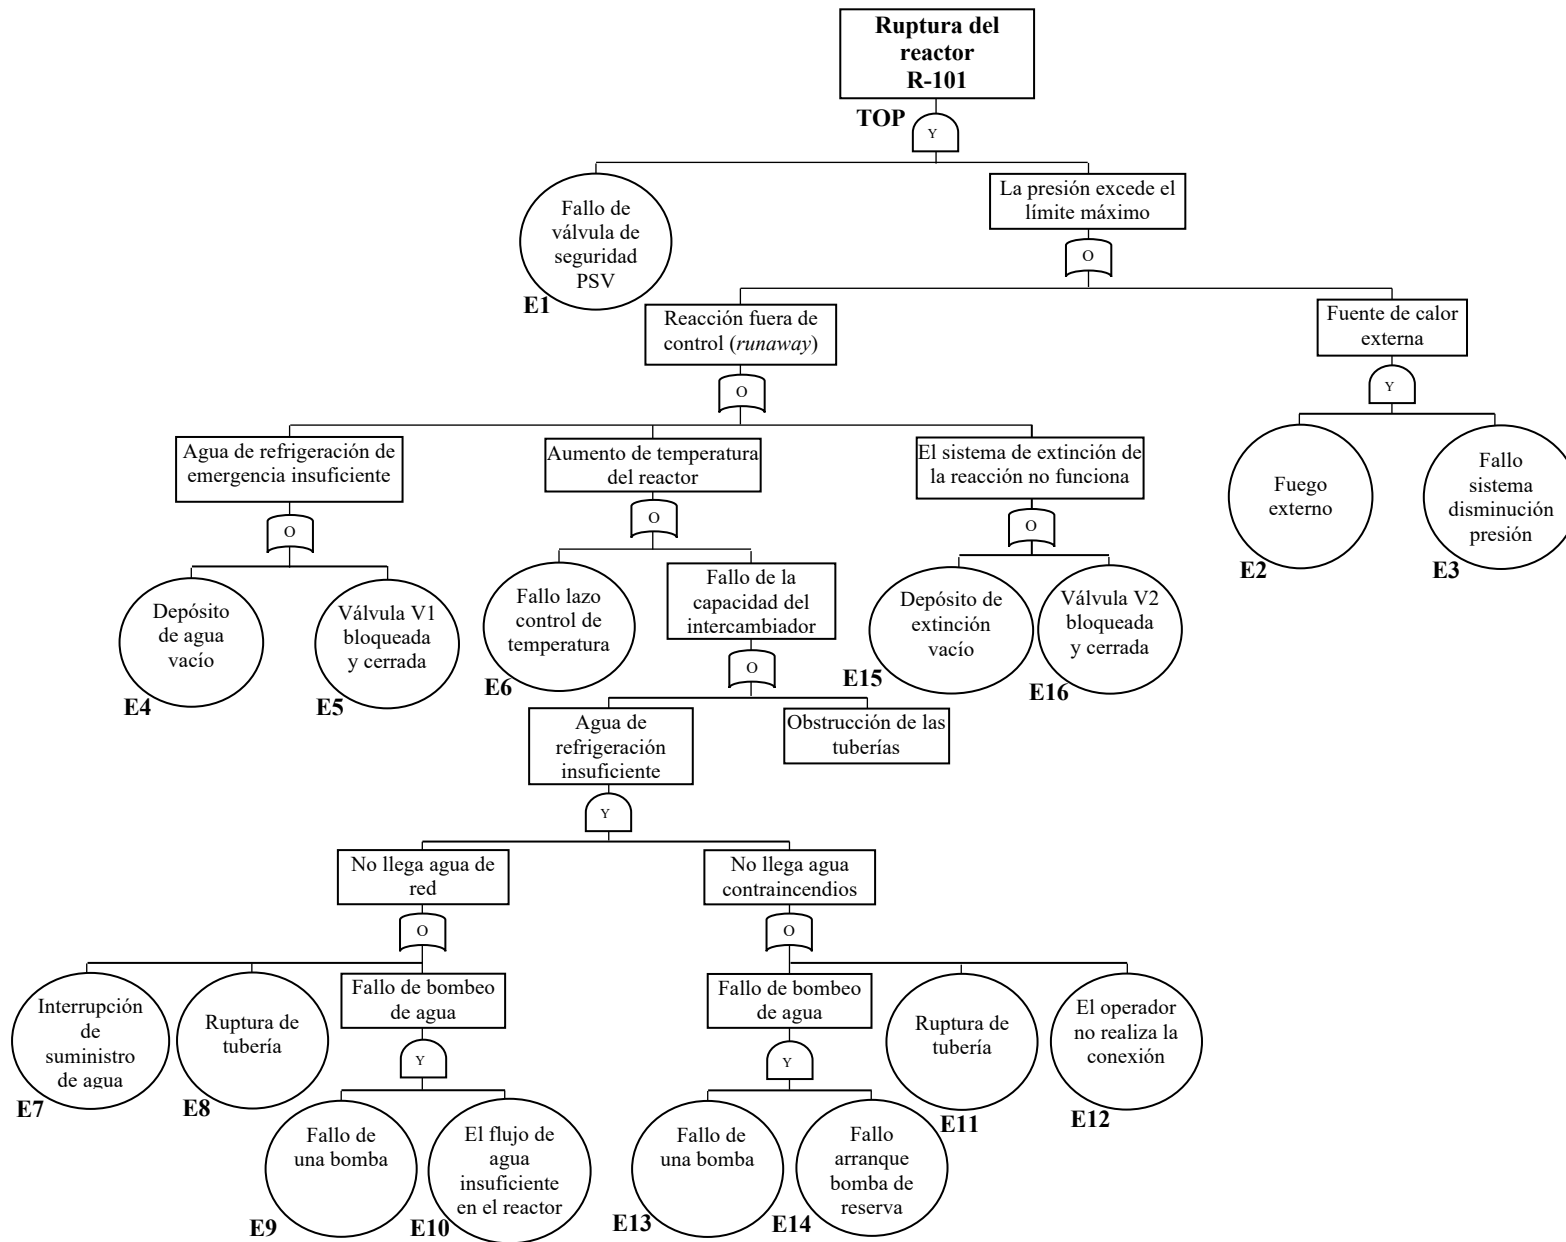 Ruptura del
reactor
R-101
TOP
Y
Fallo de
válvula de
seguridad
PSV
E1
La presión excede el
límite máximo
O
Reacción fuera de
control (runaway)
O
Fuente de calor
externa
Y
Agua de refrigeración de
emergencia insuficiente
O
Aumento de temperatura
del reactor
O
El sistema de extinción de
la reacción no funciona
O
Fuego
externo
E2
Fallo
sistema
disminución
presión
E3
Depósito
de agua
vacío
E4
Válvula V1
bloqueada
y cerrada
E5
Fallo lazo
control de
temperatura
E6
Fallo de la
capacidad del
intercambiador
O
Depósito de
extinción
vacío
E15
Válvula V2
bloqueada
y cerrada
E16
Agua de
refrigeración
insuficiente
Y
Obstrucción de las
tuberías
No llega agua de
red
O
No llega agua
contraincendios
O
Interrupción
de
suministro
de agua
E7
Ruptura de
tubería
E8
Fallo de bombeo
de agua
Y
Fallo de bombeo
de agua
Y
Ruptura de
tubería
E11
El operador
no realiza la
conexión
E12
Fallo de
una bomba
E9
El flujo de
agua
insuficiente
en el reactor
E10
Fallo de
una bomba
E13
Fallo
arranque
bomba de
reserva
E14